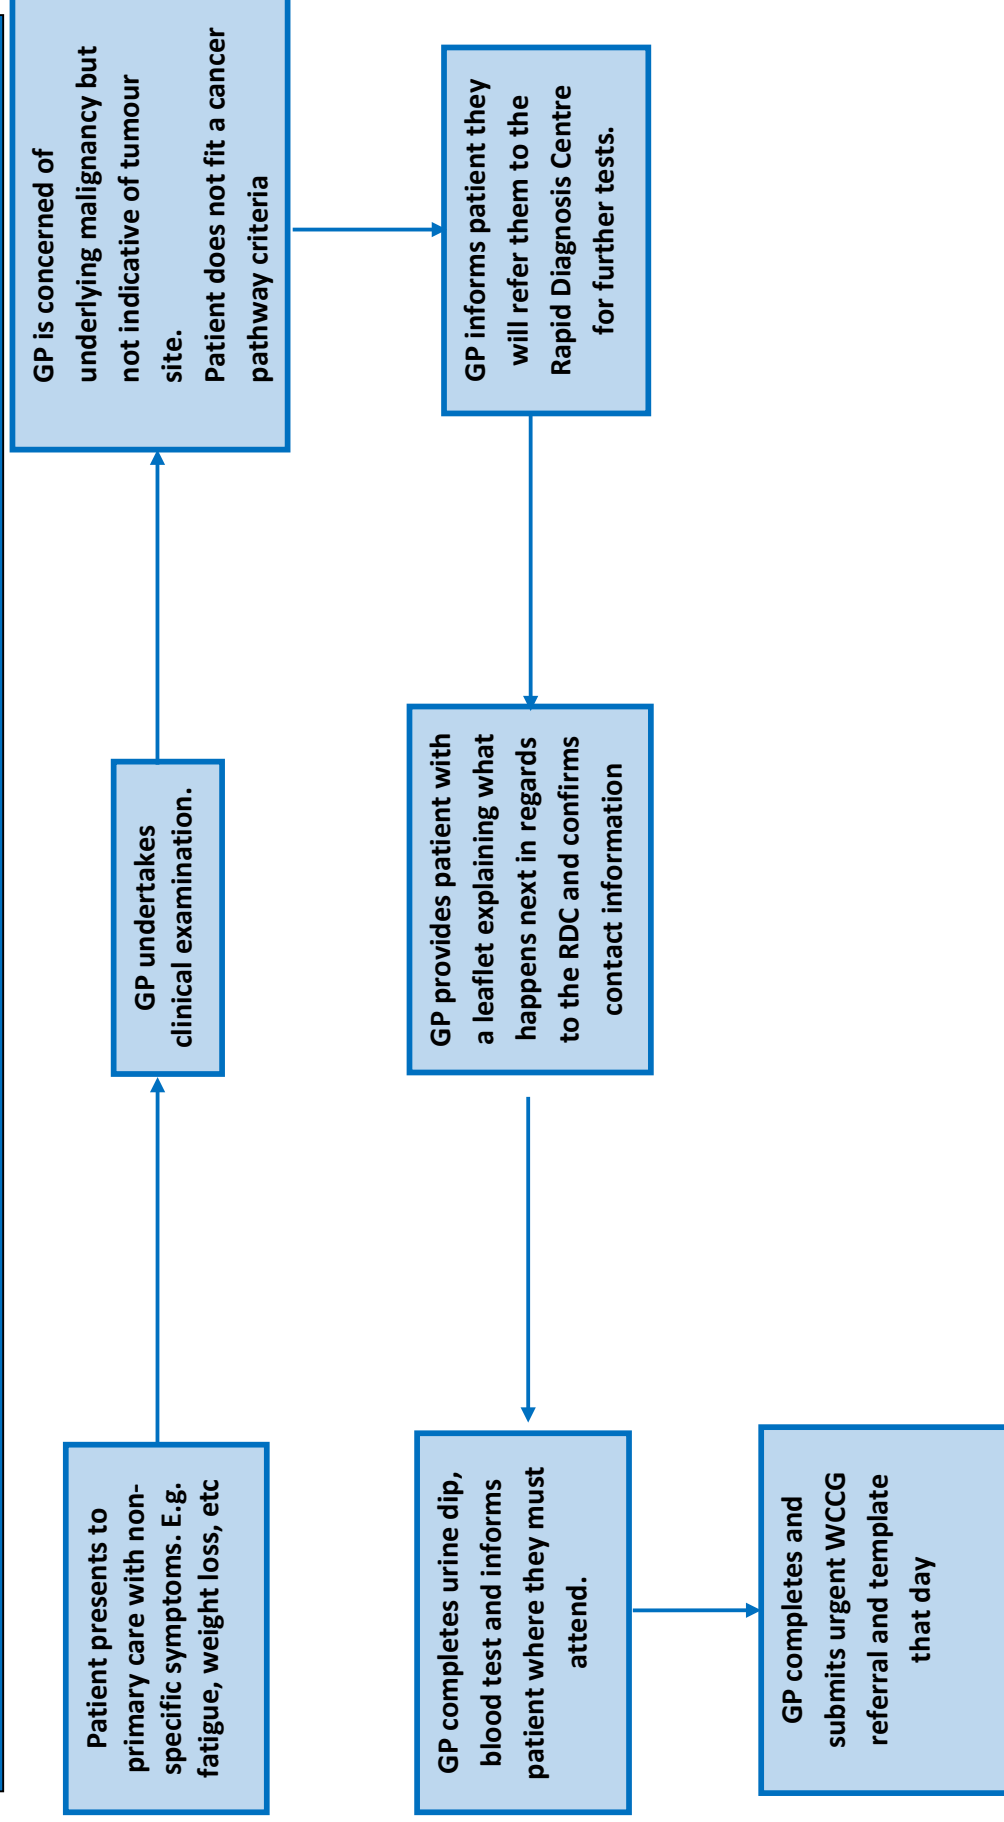 Patient presents to
primary care with non-
specific symptoms. E.g.
fatigue, weight loss, etc
GP undertakes
clinical examination.
GP is concerned of
underlying malignancy but
not indicative of tumour
site.
Patient does not fit a cancer
pathway criteria
GP informs patient they
will refer them to the
Rapid Diagnosis Centre
for further tests.
GP provides patient with
a leaflet explaining what
happens next in regards
to the RDC and confirms
contact information
GP completes urine dip,
blood test and informs
patient where they must
attend.
GP completes and
submits urgent WCCG
referral and template
that day